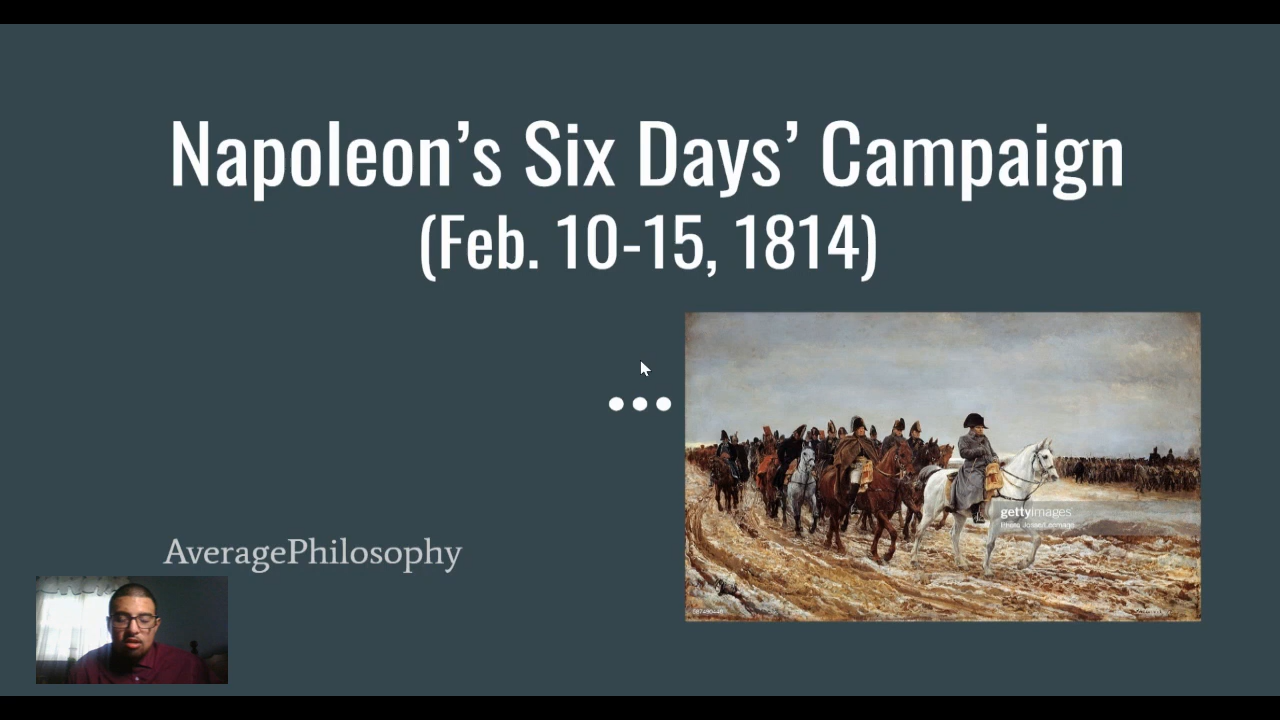 Napoleon’s Six Days’ Campaign
(Feb. 10-15, 1814)
gettyimages
AveragePhilosophy